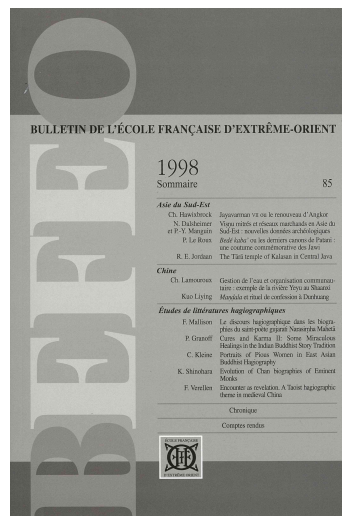 BEFEO
BULLETIN DE L'ÉCOLE FRANÇAISE D'EXTRÊME-ORIENT
1998
Sommaire 85
Asie du Sud-Est
Ch. Hawixbrock Jayavarman VII ou le renouveau d'Angkor
N. Dalsheimer Viṣṇu mitrés et réseaux marchands en Asie du
et P.-Y. Manguin Sud-Est : nouvelles données archéologiques
P. Le Roux Bedé kaba' ou les derniers canons de Patani :
une coutume commémorative des Jawi
R. E. Jordaan The Tārā temple of Kalasan in Central Java
Chine
Ch. Lamouroux Gestion de l'eau et organisation communau-
taire : exemple de la rivière Yeyu au Shaanxi
Kuo Liying Maṇḍala et rituel de confession à Dunhuang
Études de littératures hagiographiques
F. Mallison Le discours hagiographique dans les biogra-
phies du saint-poète gujarati Narasiṃha Mahetā
P. Granoff Cures and Karma II: Some Miraculous
Healings in the Indian Buddhist Story Tradition
C. Kleine Portraits of Pious Women in East Asian
Buddhist Hagiography
K. Shinohara Evolution of Chan biographies of Eminent
Monks
F. Verellen Encounter as revelation. A Taoist hagiographic
theme in medieval China
Chronique
Comptes rendus
ÉCOLE FRANÇAISE
D'EXTRÊME-ORIENT